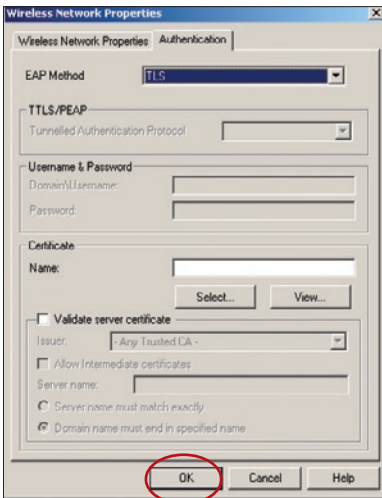 Wireless Network Properties
Wireless Network Properties Authentication
EAP Method TLS
TTLS/PEAP
Tunnelled Authentication Protocol
Username & Password
Domain\Username:
Password:
Certificate
Name:
Select... View...
Validate server certificate
Issuer: - Any Trusted CA -
Allow Intermediate certificates
Server name:
Server name must match exactly
Domain name must end in specified name
OK Cancel Help